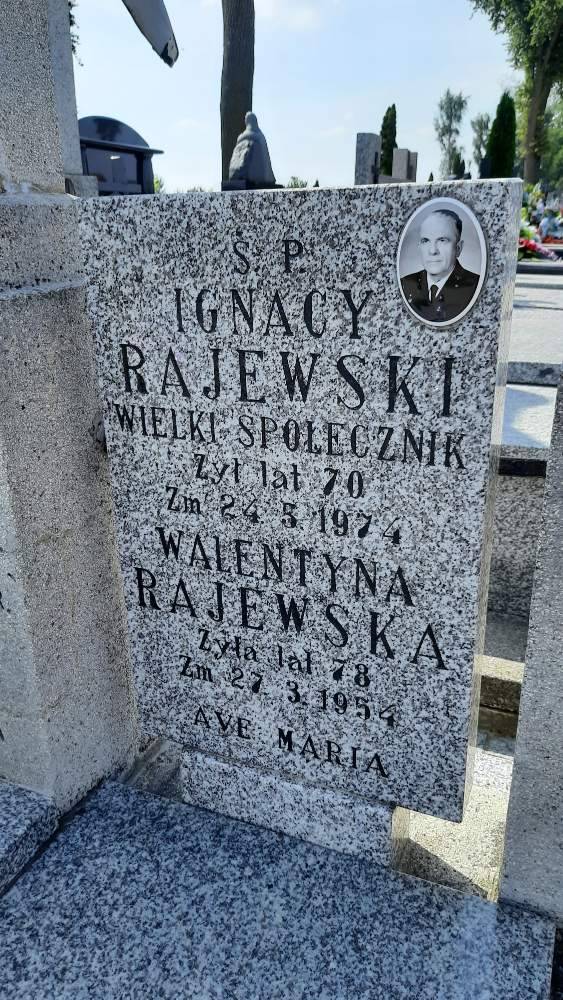 Ś. P.
IGNACY
RAJEWSKI
WIELKI SPOŁECZNIK
Żył lat 70
Zm 24.5.1974
WALENTYNA
RAJEWSKA
Żyła lat 78
Zm 27.3.1954
AVE MARIA